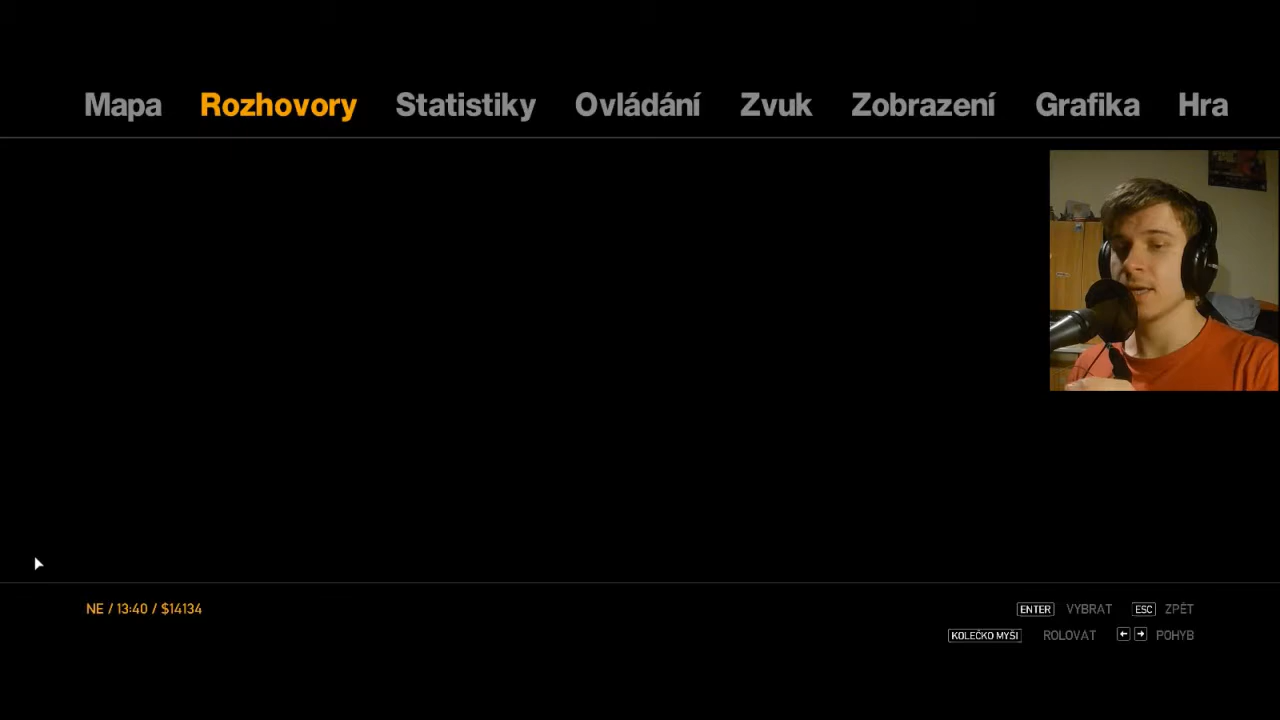 Mapa Rozhovory Statistiky Ovládání Zvuk Zobrazení Grafika Hra
NE / 13:40 / $14134
ENTER VYBRAT ESC ZPĚT
KOLEČKO MYŠI ROLOVAT ← → POHYB